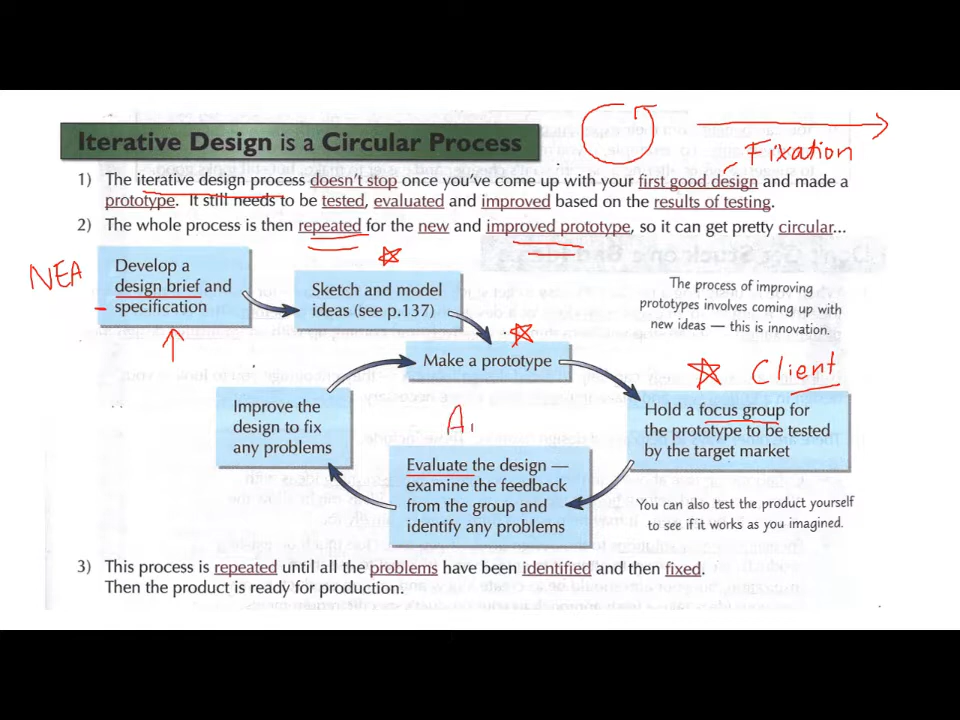 Iterative Design is a Circular Process
Fixation
1) The iterative design process doesn't stop once you've come up with your first good design and made a
prototype. It still needs to be tested, evaluated and improved based on the results of testing.
2) The whole process is then repeated for the new and improved prototype, so it can get pretty circular...
NEA
Develop a
design brief and
specification
Sketch and model
ideas (see p.137)
The process of improving
prototypes involves coming up with
new ideas — this is innovation.
Make a prototype
Client
Improve the
design to fix
any problems
A.
Hold a focus group for
the prototype to be tested
by the target market
Evaluate the design —
examine the feedback
from the group and
identify any problems
You can also test the product yourself
to see if it works as you imagined.
3) This process is repeated until all the problems have been identified and then fixed.
Then the product is ready for production.